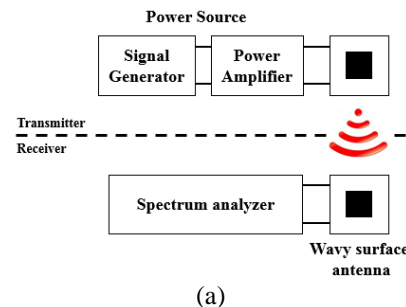 Power Source
Signal
Generator
Power
Amplifier
Transmitter
Receiver
Spectrum analyzer
Wavy surface
antenna
(a)